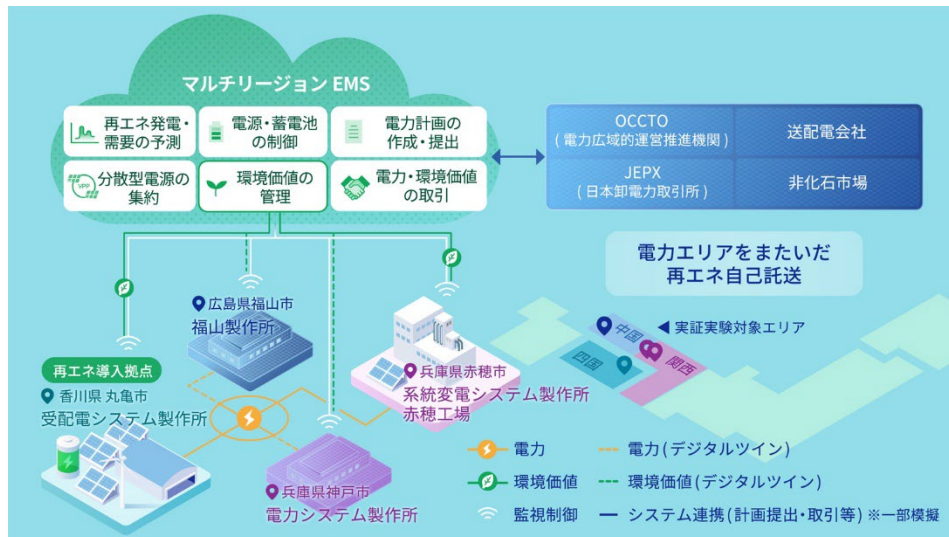 マルチリージョン EMS
再エネ発電・
需要の予測
電源・蓄電池
の制御
電力計画の
作成・提出
VPP
分散型電源の
集約
環境価値の
管理
電力・環境価値
の取引
OCCTO
(電力広域的運営推進機関)
送配電会社
JEPX
(日本卸電力取引所)
非化石市場
電力エリアをまたいだ
再エネ自己託送
広島県福山市
福山製作所
再エネ導入拠点
香川県 丸亀市
受配電システム製作所
兵庫県赤穂市
系統変電システム製作所
赤穂工場
兵庫県神戸市
電力システム製作所
中国
四国
関西
◀ 実証実験対象エリア
電力
電力(デジタルツイン)
環境価値
環境価値(デジタルツイン)
監視制御
システム連携(計画提出・取引等) ※一部模擬